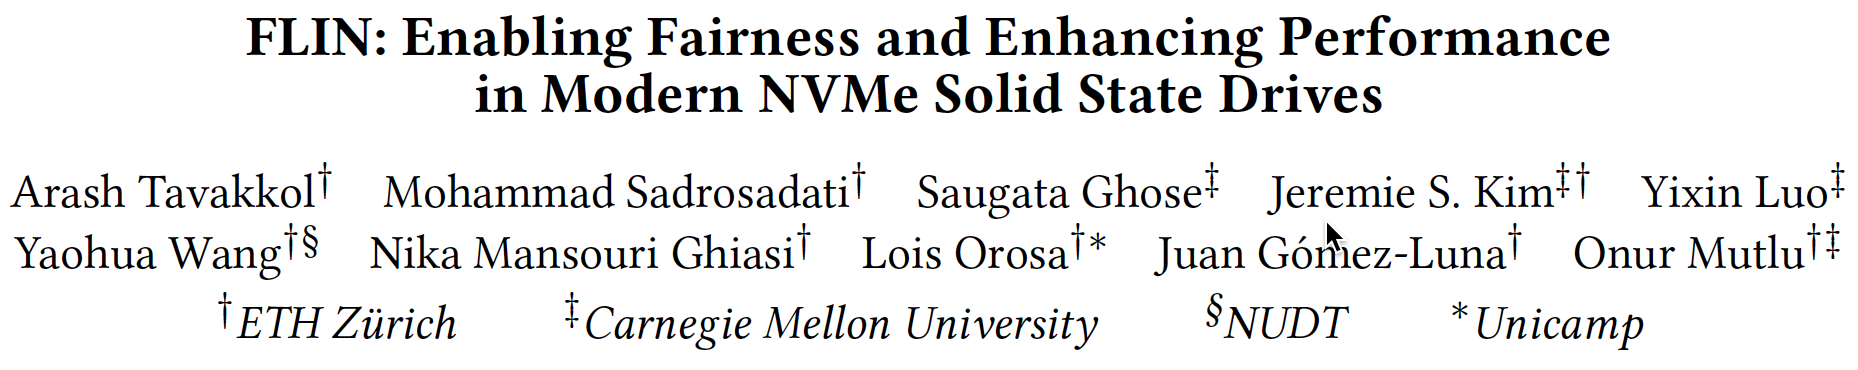 FLIN: Enabling Fairness and Enhancing Performance
in Modern NVMe Solid State Drives
Arash Tavakkol† Mohammad Sadrosadati† Saugata Ghose‡ Jeremie S. Kim‡† Yixin Luo‡
Yaohua Wang†§ Nika Mansouri Ghiasi† Lois Orosa†* Juan Gómez-Luna† Onur Mutlu†‡
†ETH Zürich ‡Carnegie Mellon University §NUDT *Unicamp